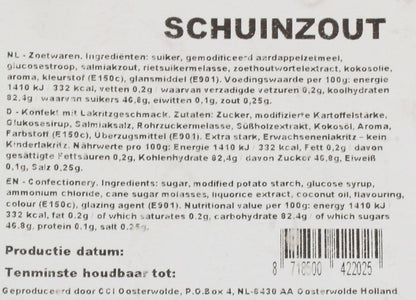 SCHUINZOUT
NL - Zoetwaren. Ingrediënten: suiker, gemodificeerd aardappelzetmeel,
glucosestroop, salmiakzout, rietsuikermelasse, zoethoutwortelextract, kokosolie,
aroma, kleurstof (E150c), glansmiddel (E901). Voedingswaarde per 100g: energie
1410 kJ / 332 kcal, vetten 0,2g / waarvan verzadigde vetzuren 0,2g, koolhydraten
82,4g / waarvan suikers 46,8g, eiwitten 0,1g, zout 0,25g.
D - Konfekt mit Lakritzgeschmack. Zutaten: Zucker, modifizierte Kartoffelstärke,
Glukosesirup, Salmiaksalz, Rohrzuckermelasse, Süßholzextrakt, Kokosöl, Aroma,
Farbstoff (E150c), Überzugsmittel (E901). Extra stark, Erwachsenenlakritz - kein
Kinderlakritz. Nährwerte pro 100g: Energie 1410 kJ / 332 kcal, Fett 0,2g / davon
gesättigte Fettsäuren 0,2g, Kohlenhydrate 82,4g / davon Zucker 46,8g, Eiweiß
0,1g, Salz 0,25g.
EN - Confectionery. Ingredients: sugar, modified potato starch, glucose syrup,
ammonium chloride, cane sugar molasses, liquorice extract, coconut oil, flavouring,
colour (E150c), glazing agent (E901). Nutritional value per 100g: energy 1410 kJ
/ 332 kcal, fat 0.2g / of which saturates 0.2g, carbohydrate 82.4g / of which sugars
46.8g, protein 0.1g, salt 0.25g.
Productie datum:
Tenminste houdbaar tot:
8 718500 422025
Geproduceerd door CCI Oosterwolde, P.O.Box 4, NL-8430 AA Oosterwolde Holland